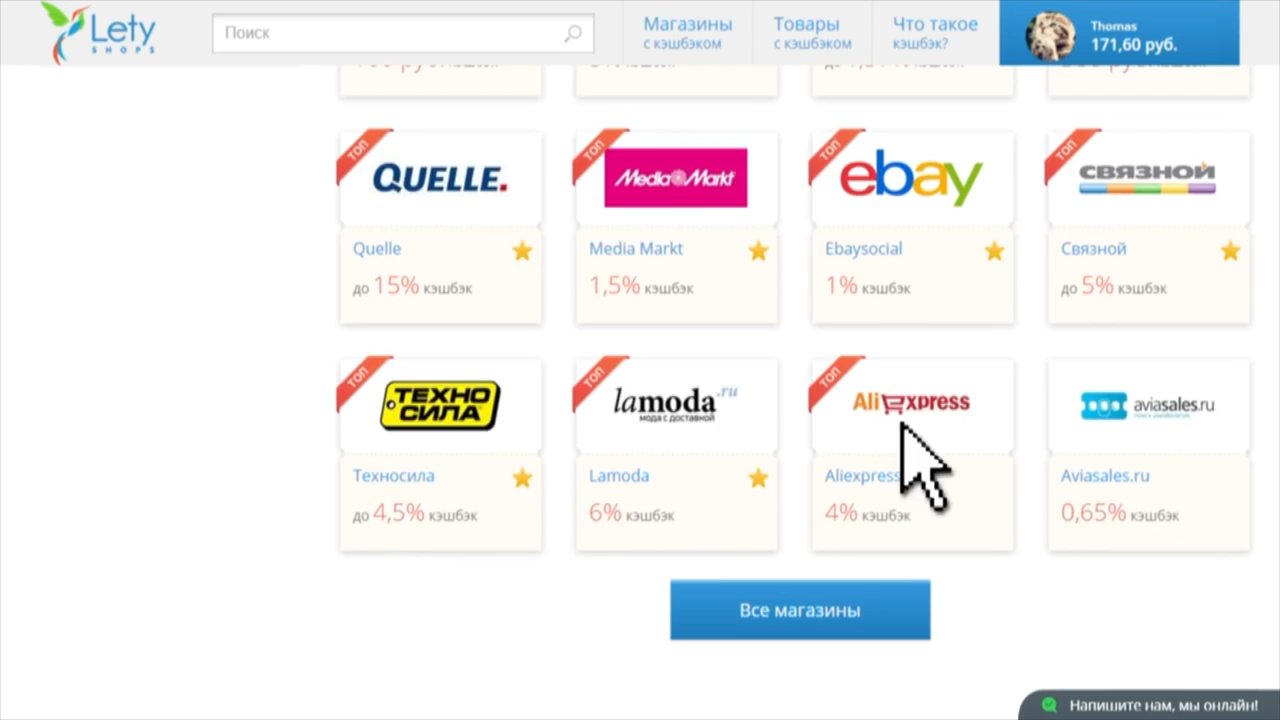 Lety
SHOPS
Поиск
Магазины
с кэшбэком
Товары
с кэшбэком
Что такое
кэшбэк?
Thomas
171,60 руб.
ТОП
QUELLE.
Quelle
до 15% кэшбэк
ТОП
Media Markt
Media Markt
1,5% кэшбэк
ТОП
ebay
Ebaysocial
1% кэшбэк
ТОП
СВЯЗНОЙ
Связной
до 5% кэшбэк
ТОП
ТЕХНО
СИЛА
Техносила
до 4,5% кэшбэк
ТОП
lamoda.ru
мода с доставкой
Lamoda
6% кэшбэк
ТОП
AliExpress
Aliexpress
4% кэшбэк
aviasales.ru
Aviasales.ru
0,65% кэшбэк
Все магазины
Напишите нам, мы онлайн!